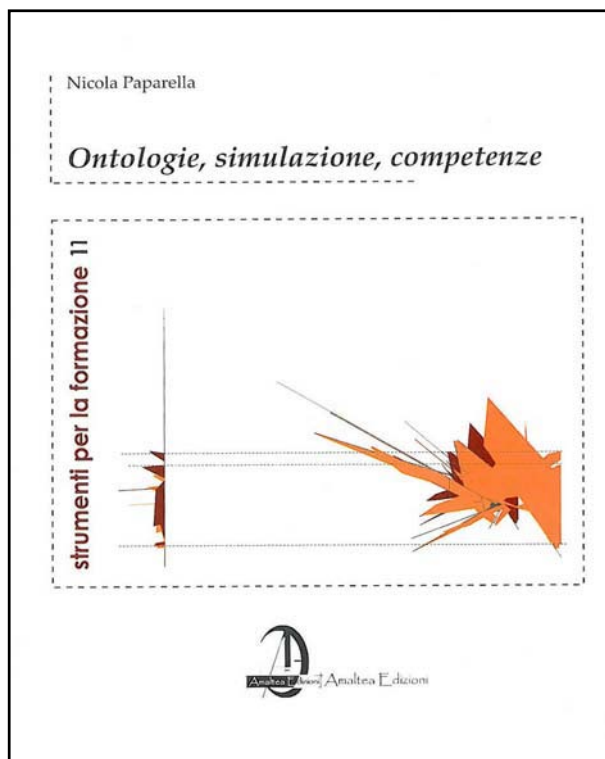 Nicola Paparella
Ontologie, simulazione, competenze
strumenti per la formazione 11
Amaltea Edizioni
Amaltea Edizioni